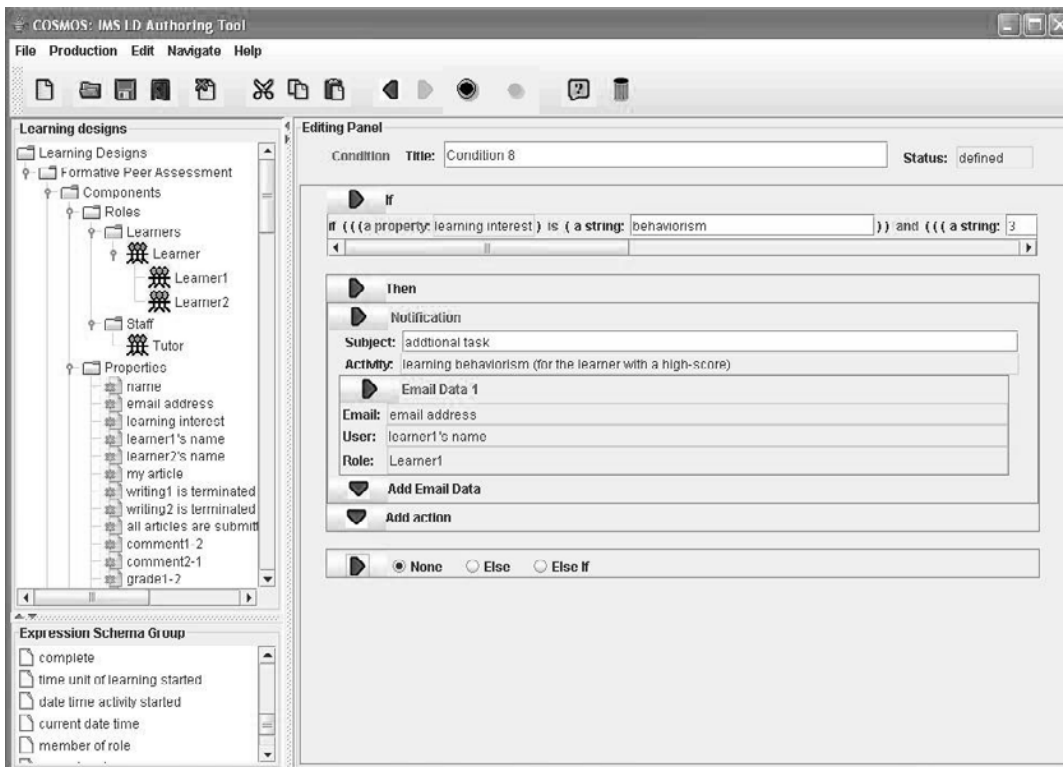 COSMOS: IMS LD Authoring Tool
File Production Edit Navigate Help
Learning designs
Learning Designs
Formative Peer Assessment
Components
Roles
Learners
Learner
Learner1
Learner2
Staff
Tutor
Properties
name
email address
learning interest
learner1's name
learner2's name
my article
writing1 is terminated
writing2 is terminated
all articles are submitt
comment1-2
comment2-1
grade1-2
Expression Schema Group
complete
time unit of learning started
date time activity started
current date time
member of role
Editing Panel
Condition Title: Condition 8 Status: defined
If
If (((a property: learning interest ) is ( a string: behaviorism )) and ((( a string: 3
Then
Notification
Subject: addtional task
Activity: learning behaviorism (for the learner with a high-score)
Email Data 1
Email: email address
User: learner1's name
Role: Learner1
Add Email Data
Add action
None Else Else If